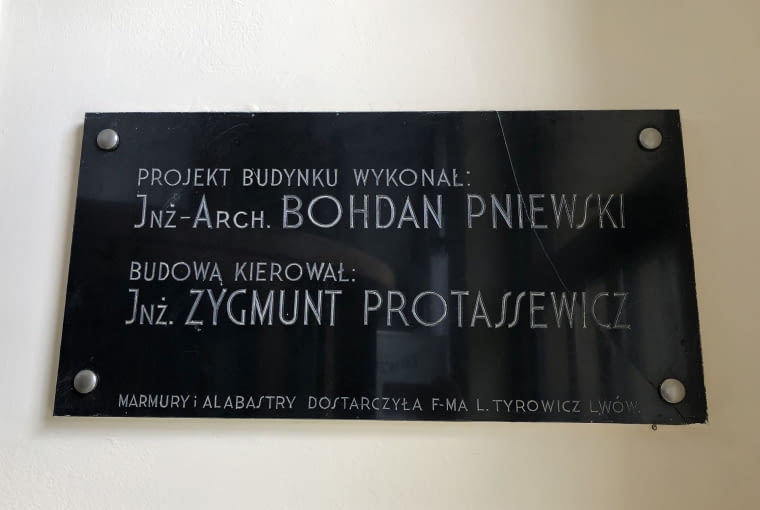 PROJEKT BUDYNKU WYKONAŁ:
JNŻ-ARCH. BOHDAN PNIEWSKI
BUDOWĄ KIEROWAŁ:
JNŻ. ZYGMUNT PROTASSEWICZ
MARMURY i ALABASTRY DOSTARCZYŁA F-MA L. TYROWICZ LWÓW.